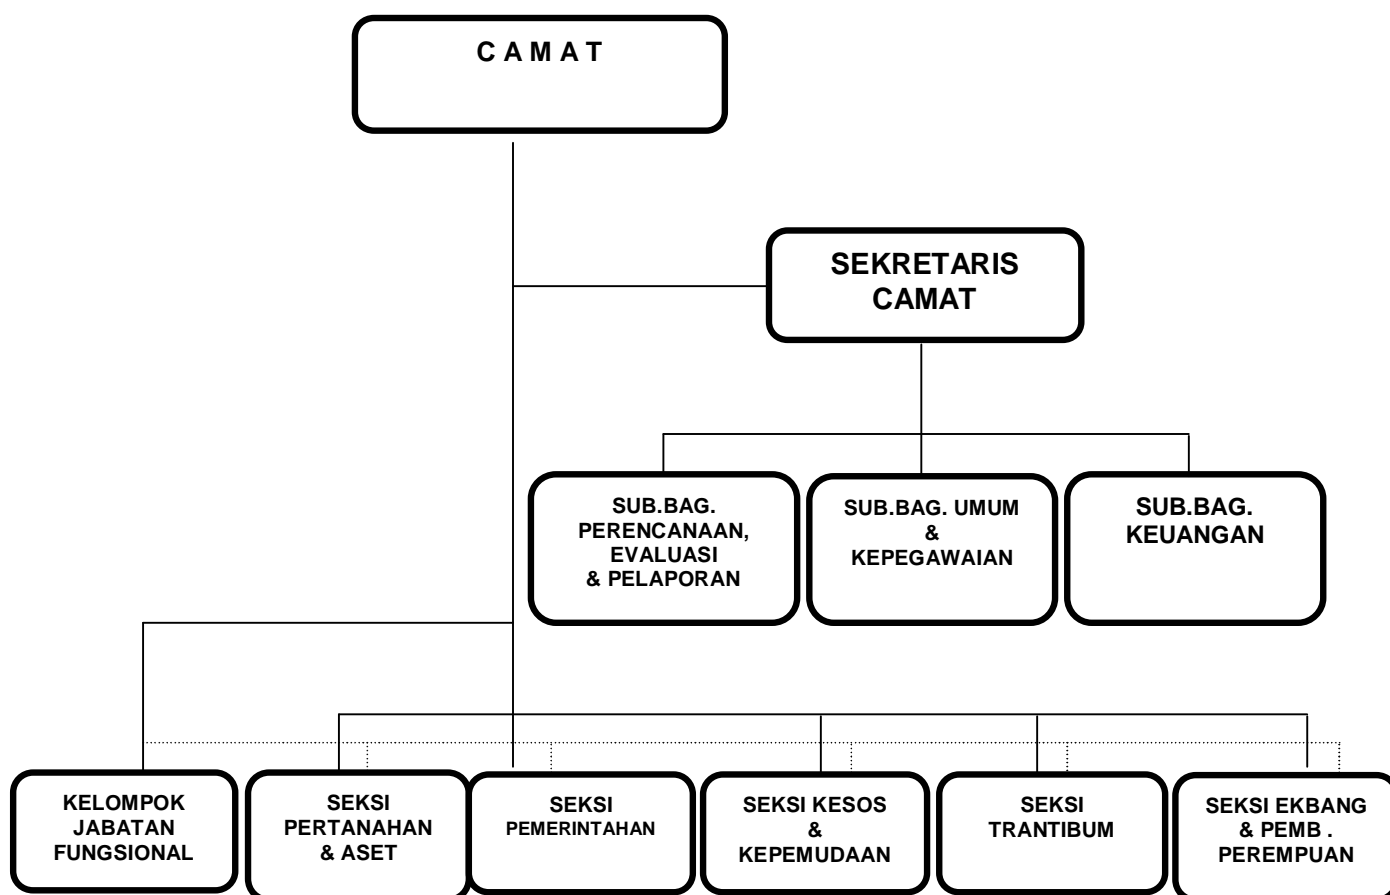 C A M A T
SEKRETARIS
CAMAT
SUB.BAG.
PERENCANAAN,
EVALUASI
& PELAPORAN
SUB.BAG. UMUM
&
KEPEGAWAIAN
SUB.BAG.
KEUANGAN
KELOMPOK
JABATAN
FUNGSIONAL
SEKSI
PERTANAHAN
& ASET
SEKSI
PEMERINTAHAN
SEKSI KESOS
&
KEPEMUDAAN
SEKSI
TRANTIBUM
SEKSI EKBANG
& PEMB .
PEREMPUAN